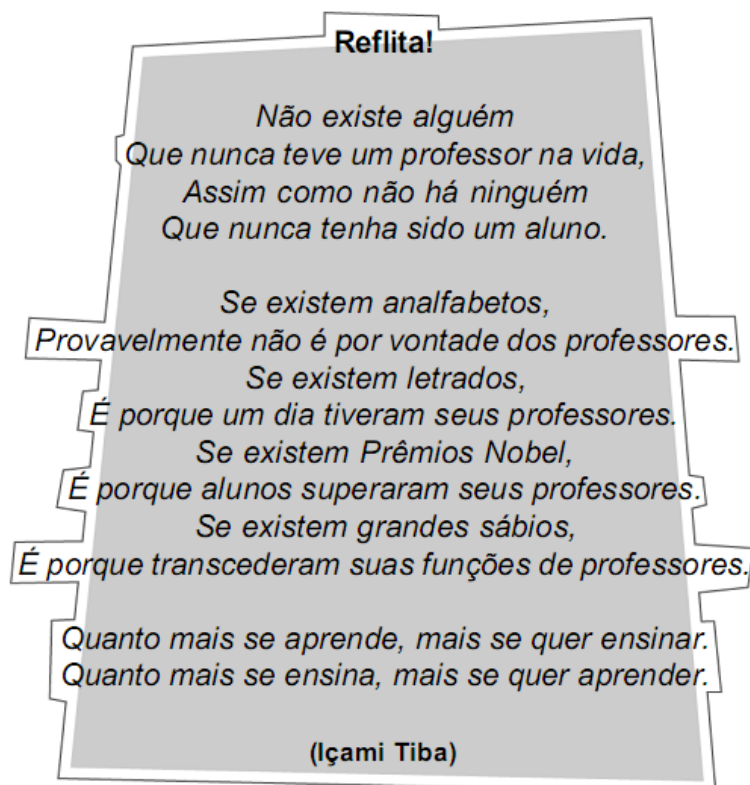 Reflita!
Não existe alguém
Que nunca teve um professor na vida,
Assim como não há ninguém
Que nunca tenha sido um aluno.
Se existem analfabetos,
Provavelmente não é por vontade dos professores.
Se existem letrados,
É porque um dia tiveram seus professores.
Se existem Prêmios Nobel,
É porque alunos superaram seus professores.
Se existem grandes sábios,
É porque transcederam suas funções de professores.
Quanto mais se aprende, mais se quer ensinar.
Quanto mais se ensina, mais se quer aprender.
(Içami Tiba)